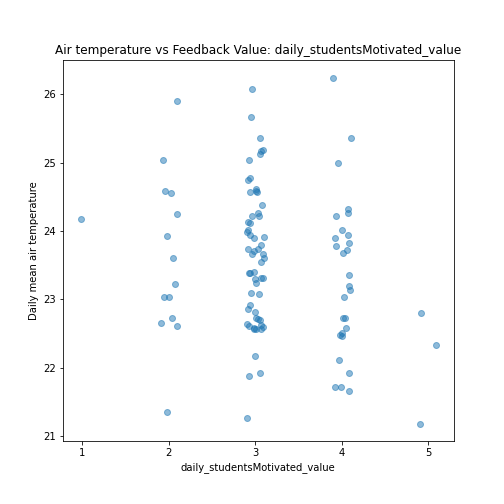 Air temperature vs Feedback Value: daily_studentsMotivated_value
26
25
24
23
22
21
Daily mean air temperature
1 2 3 4 5
daily_studentsMotivated_value